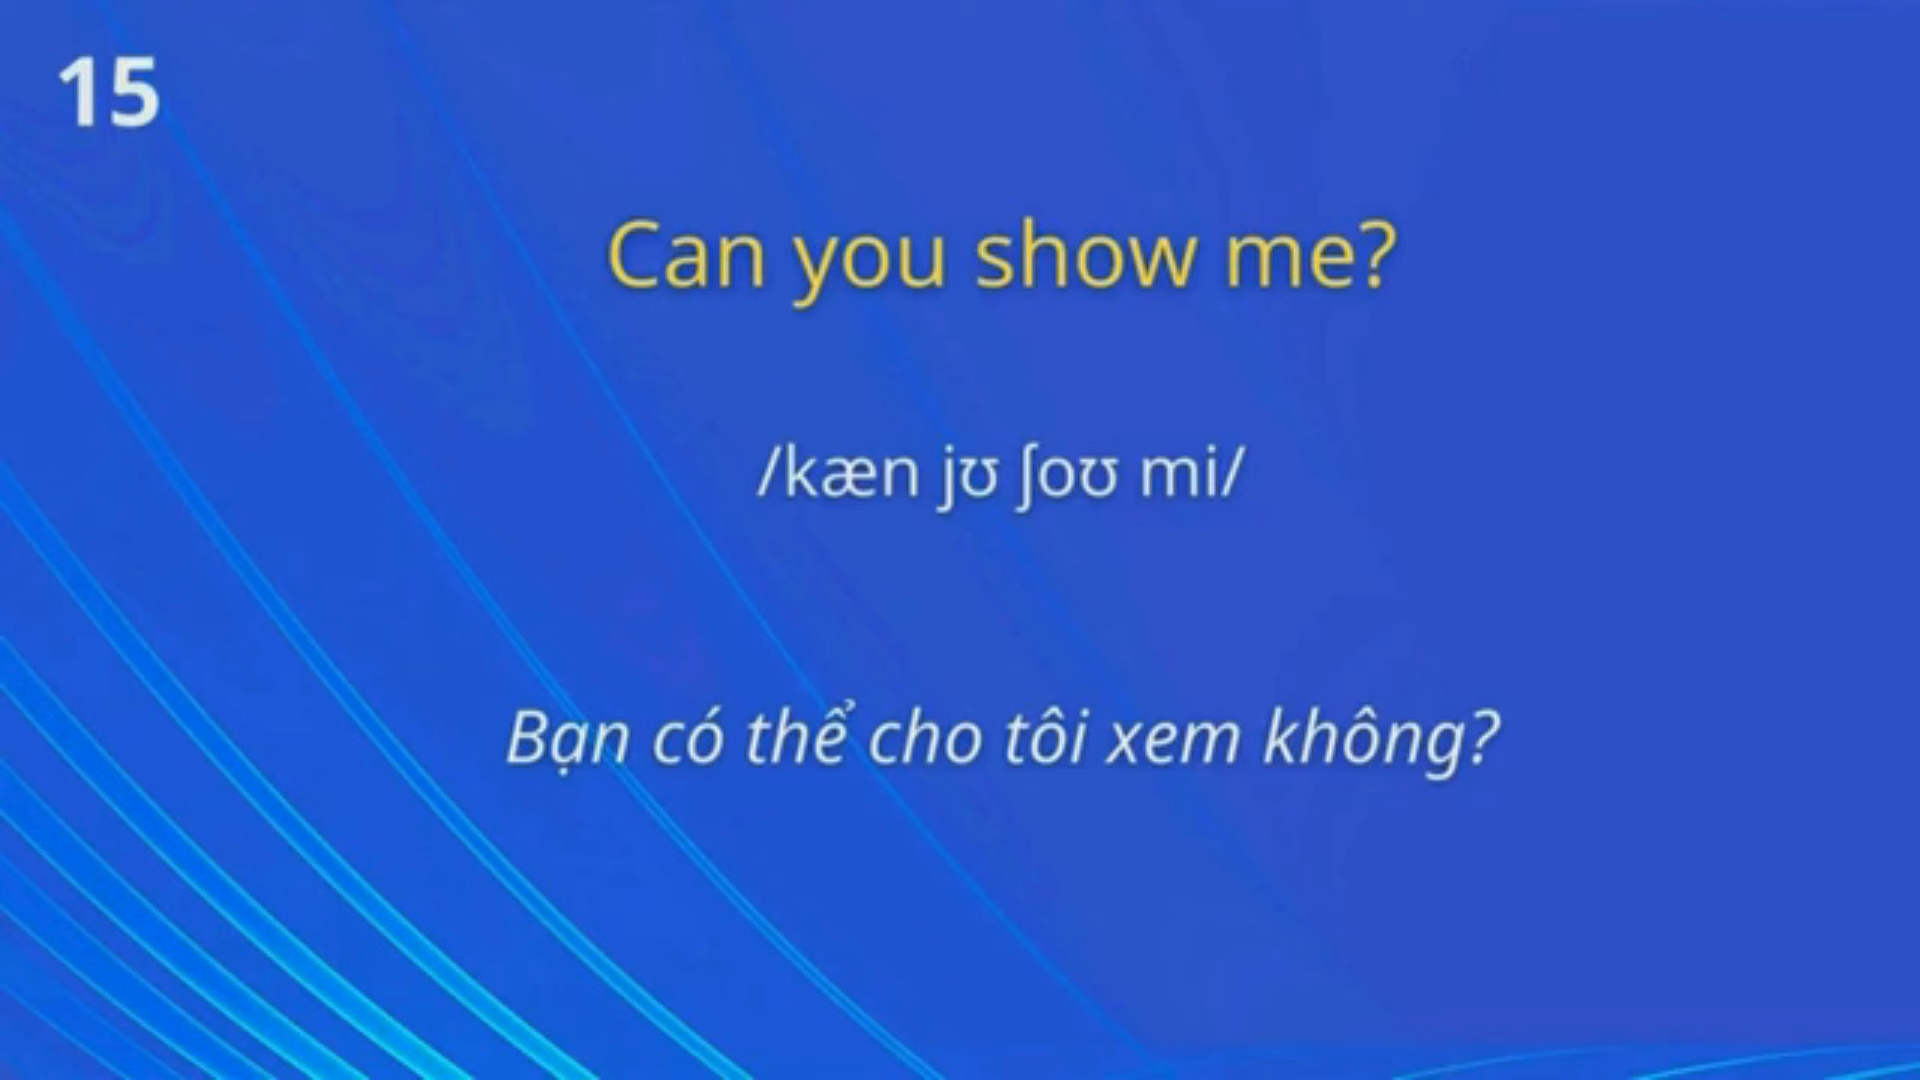 15
Can you show me?
/kæn jʊ ʃoʊ mi/
Bạn có thể cho tôi xem không?